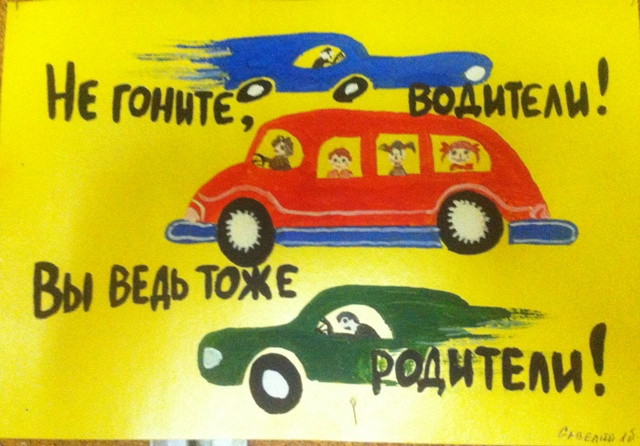 Не гоните, водители!
Вы ведь тоже
родители!